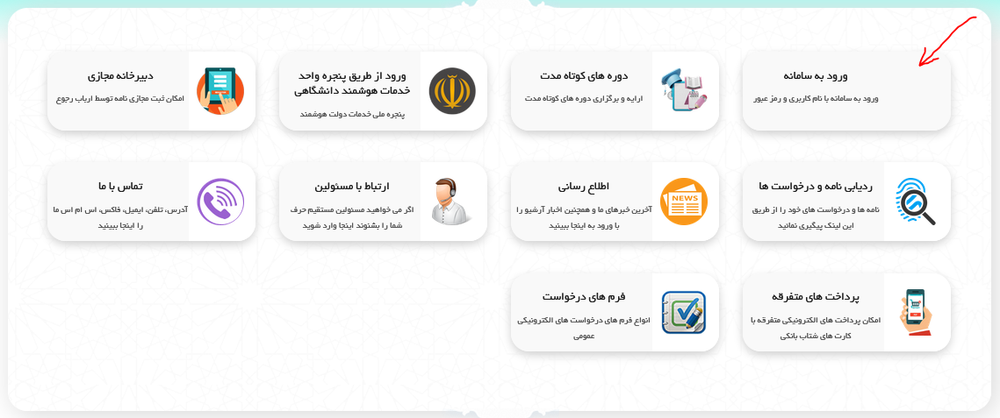 ورود به سامانه
ورود به سامانه با نام کاربری و رمز عبور
دوره های کوتاه مدت
ارایه و برگزاری دوره های کوتاه مدت
ورود از طریق پنجره واحد
خدمات هوشمند دانشگاهی
پنجره ملی خدمات دولت هوشمند
دبیرخانه مجازی
امکان ثبت مجازی نامه توسط ارباب رجوع
ردیابی نامه و درخواست ها
نامه ها و درخواست های خود را از طریق
این لینک پیگیری نمائید
NEWS
اطلاع رسانی
آخرین خبرهای ما و همچنین اخبار آرشیو را
با ورود به اینجا ببینید
ارتباط با مسئولین
اگر می خواهید مسئولین مستقیم حرف
شما را بشنوند اینجا وارد شوید
تماس با ما
آدرس، تلفن، ایمیل، فاکس، اس ام اس ما
را اینجا ببینید
پرداخت های متفرقه
امکان پرداخت های الکترونیکی متفرقه با
کارت های شتاب بانکی
فرم های درخواست
انواع فرم های درخواست های الکترونیکی
عمومی